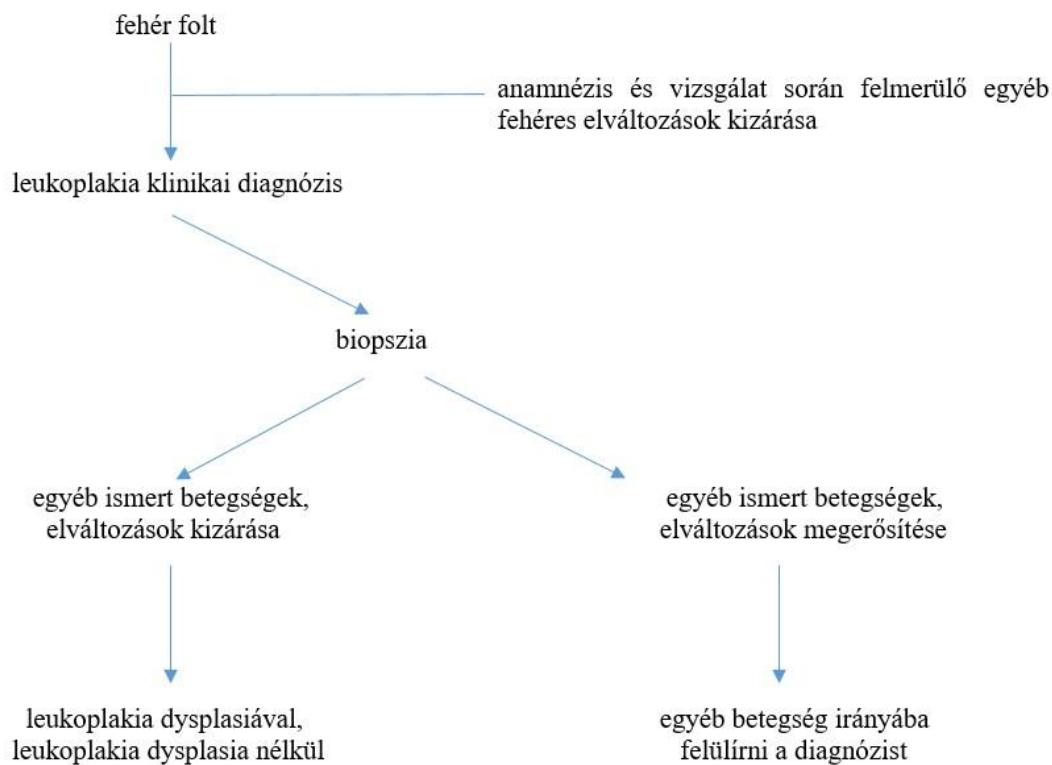 fehér folt
anamnézis és vizsgálat során felmerülő egyéb
fehéres elváltozások kizárása
leukoplakia klinikai diagnózis
biopszia
egyéb ismert betegségek,
elváltozások kizárása
egyéb ismert betegségek,
elváltozások megerősítése
leukoplakia dysplasiával,
leukoplakia dysplasia nélkül
egyéb betegség irányába
felülírni a diagnózist